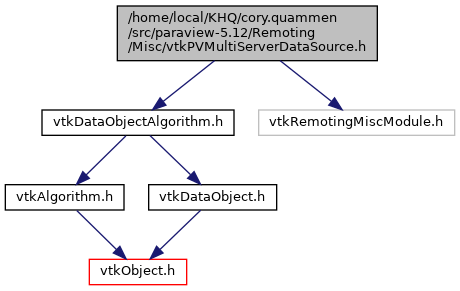 /home/local/KHQ/cory.quammen
/src/paraview-5.12/Remoting
/Misc/vtkPVMultiServerDataSource.h
vtkDataObjectAlgorithm.h
vtkRemotingMiscModule.h
vtkAlgorithm.h
vtkDataObject.h
vtkObject.h